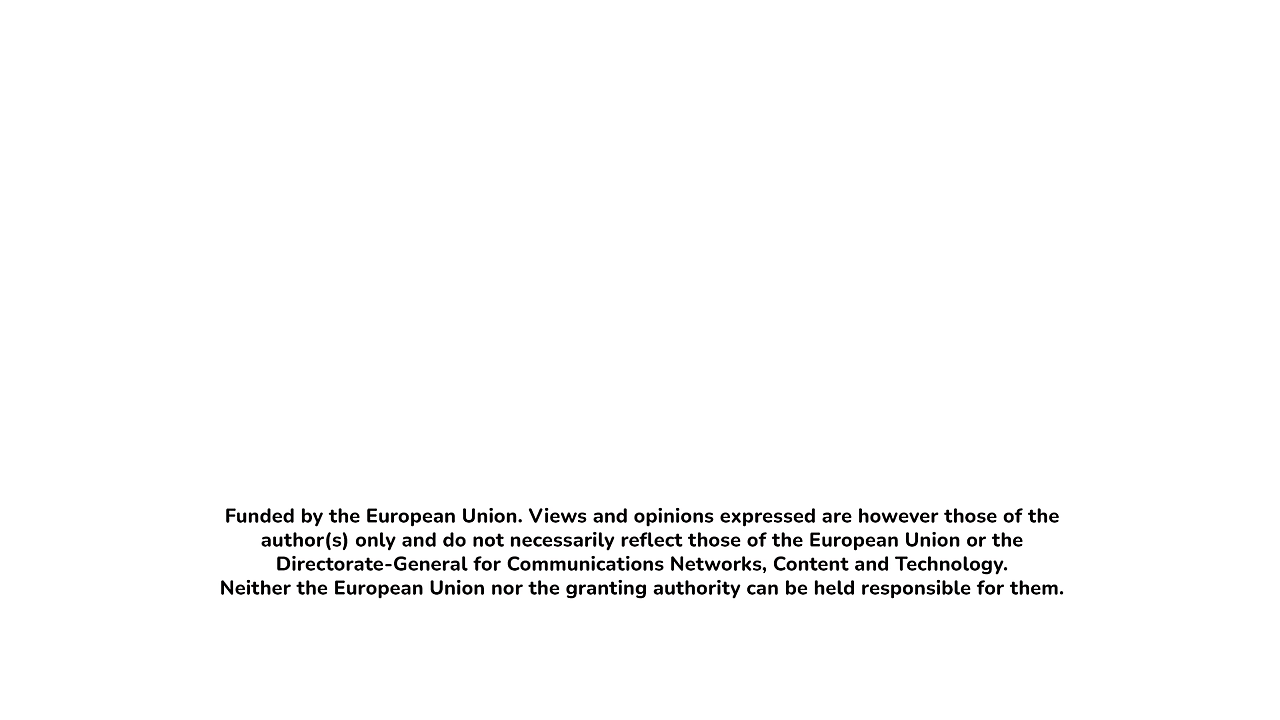 Funded by the European Union. Views and opinions expressed are however those of the
author(s) only and do not necessarily reflect those of the European Union or the
Directorate-General for Communications Networks, Content and Technology.
Neither the European Union nor the granting authority can be held responsible for them.